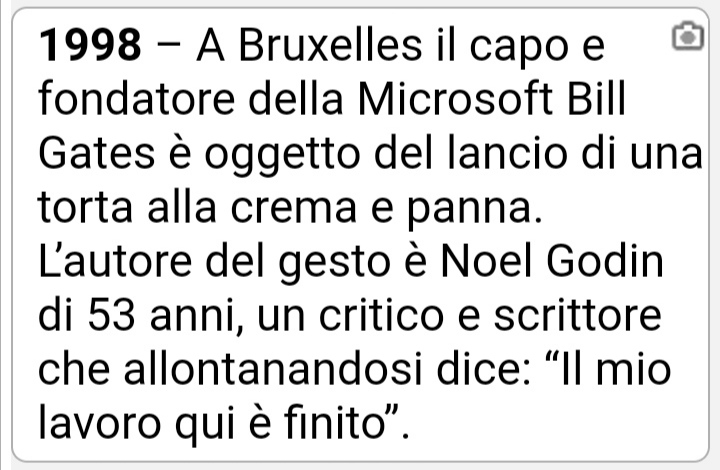 1998 – A Bruxelles il capo e
fondatore della Microsoft Bill
Gates è oggetto del lancio di una
torta alla crema e panna.
L’autore del gesto è Noel Godin
di 53 anni, un critico e scrittore
che allontanandosi dice: “Il mio
lavoro qui è finito”.